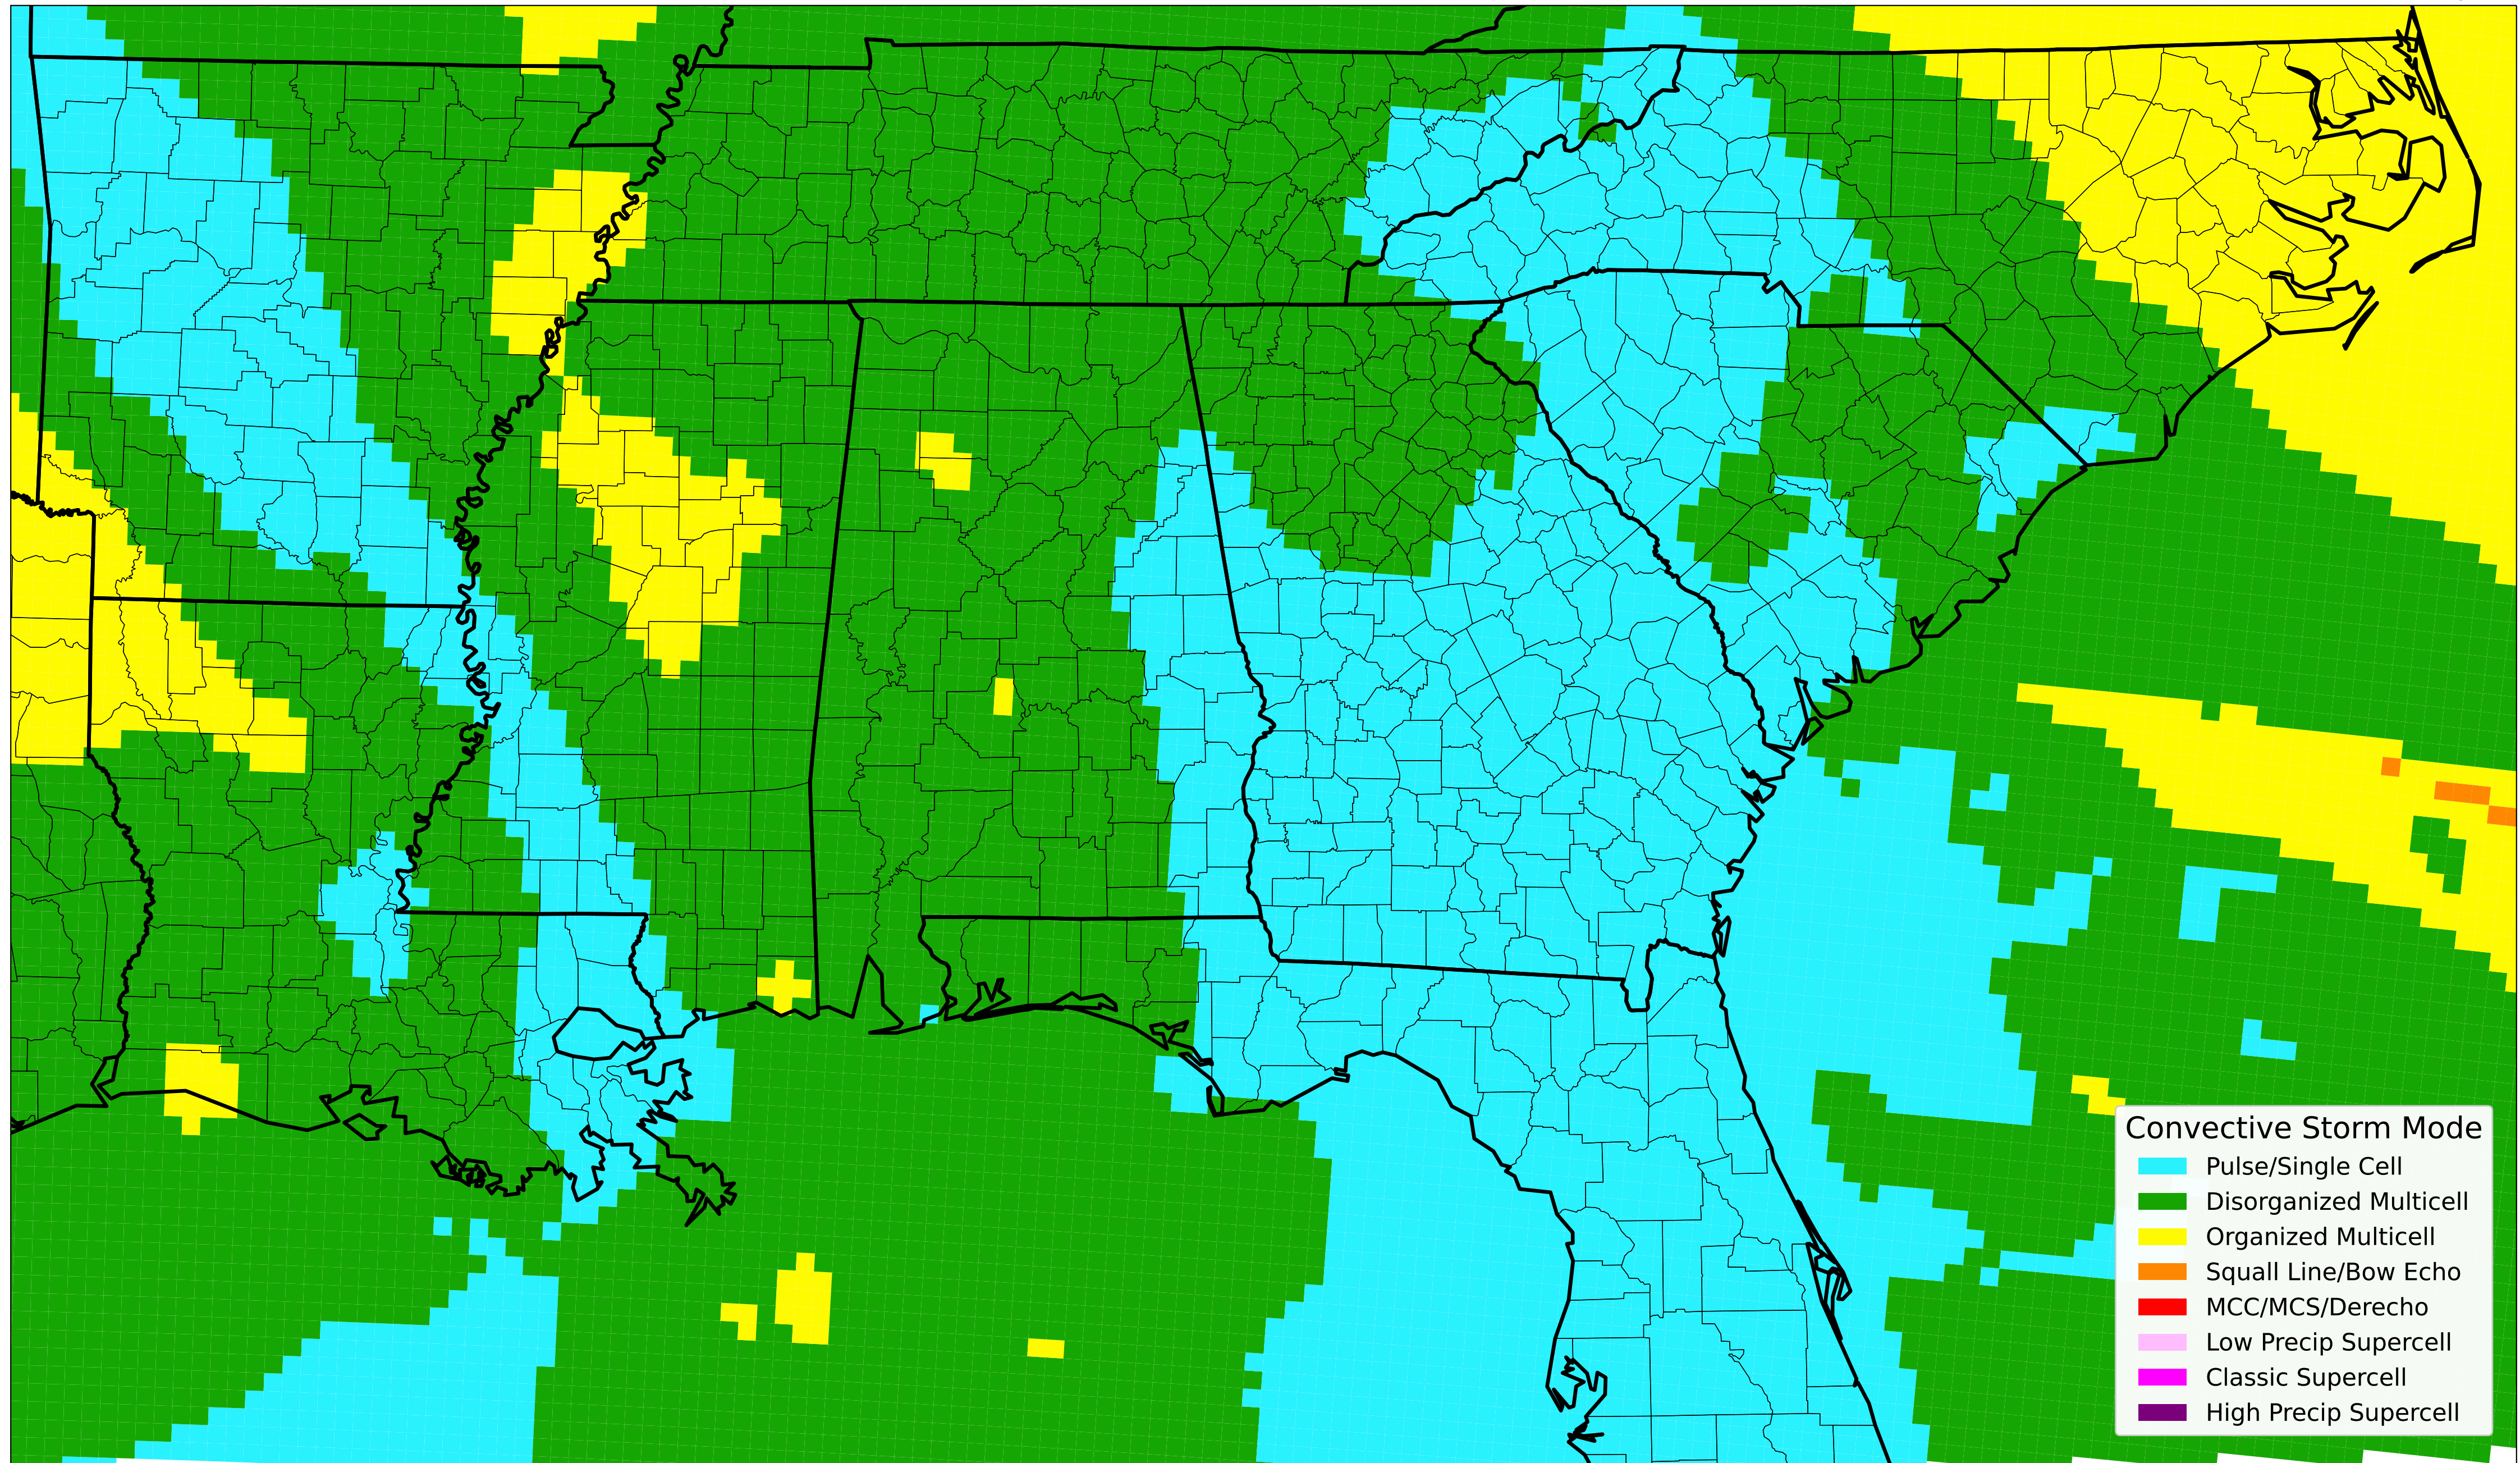 Convective Storm Mode
Pulse/Single Cell
Disorganized Multicell
Organized Multicell
Squall Line/Bow Echo
MCC/MCS/Derecho
Low Precip Supercell
Classic Supercell
High Precip Supercell